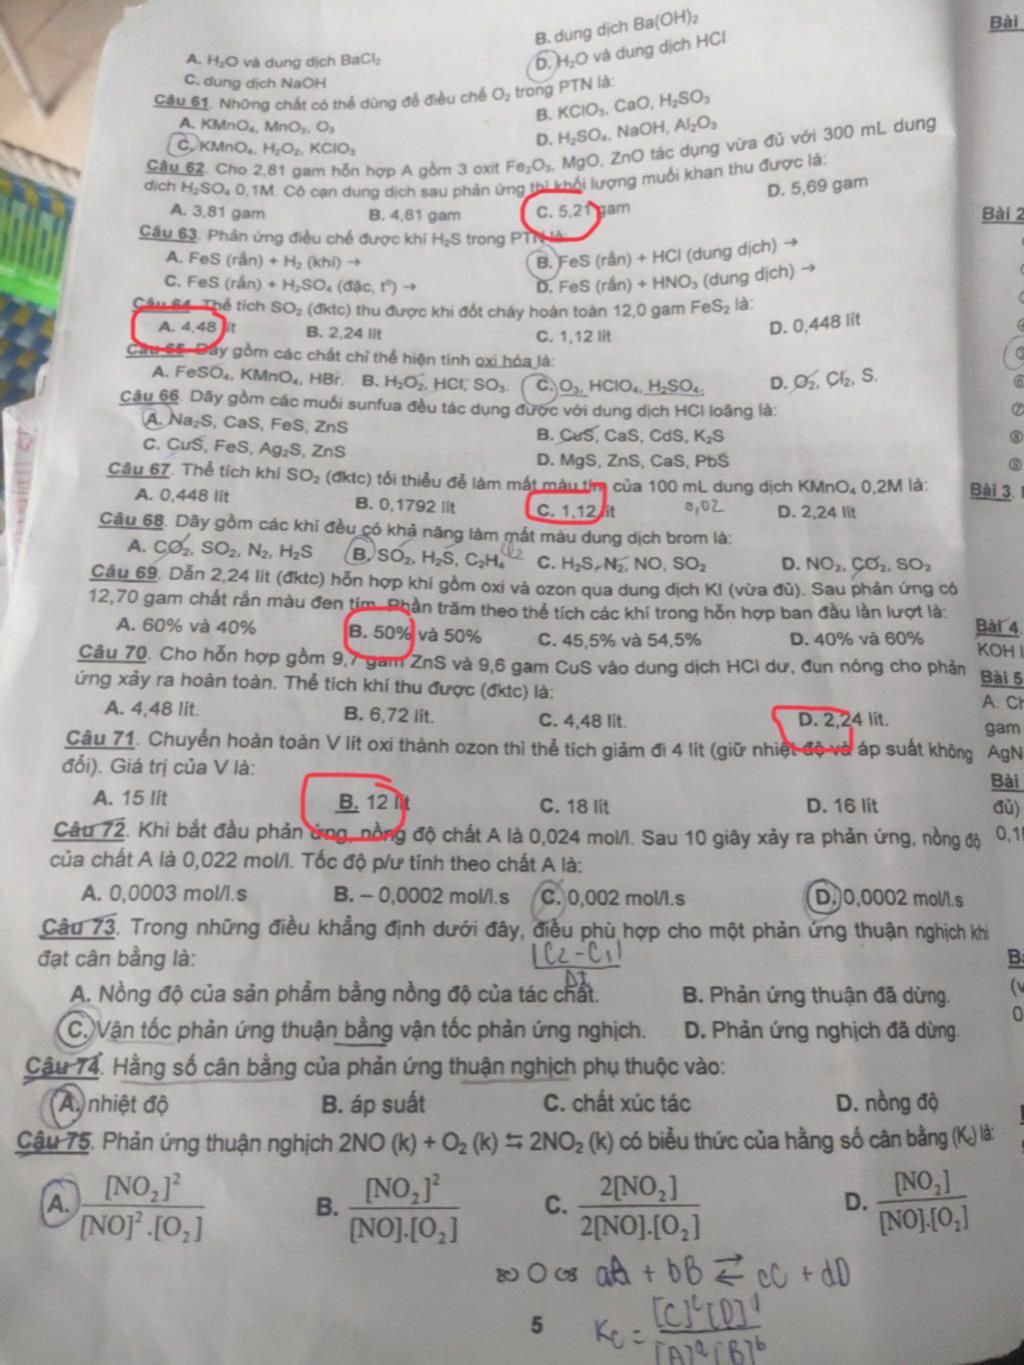 A. H₂O và dung dịch BaCl₂
B. dung dịch Ba(OH)₂
C. dung dịch NaOH
D. H₂O và dung dịch HCl
Câu 61. Những chất có thể dùng để điều chế O₂ trong PTN là:
A. KMnO₄, MnO₂, O₃
B. KClO₃, CaO, H₂SO₃
C. KMnO₄, H₂O₂, KClO₃
D. H₂SO₄, NaOH, Al₂O₃
Câu 62. Cho 2,81 gam hỗn hợp A gồm 3 oxit Fe₂O₃, MgO, ZnO tác dụng vừa đủ với 300 mL dung
dịch H₂SO₄ 0,1M. Cô cạn dung dịch sau phản ứng thì khối lượng muối khan thu được là:
A. 3,81 gam B. 4,81 gam C. 5,21 gam D. 5,69 gam
Câu 63. Phản ứng điều chế được khí H₂S trong PTN là:
A. FeS (rắn) + H₂ (khí) → B. FeS (rắn) + HCl (dung dịch) →
C. FeS (rắn) + H₂SO₄ (đặc, t⁰) → D. FeS (rắn) + HNO₃ (dung dịch) →
Câu 64. Thể tích SO₂ (đktc) thu được khi đốt cháy hoàn toàn 12,0 gam FeS₂ là:
A. 4,48 lít B. 2,24 lít C. 1,12 lít D. 0,448 lít
Câu 65. Dãy gồm các chất chỉ thể hiện tính oxi hóa là:
A. FeSO₄, KMnO₄, HBr. B. H₂O₂, HCl, SO₃. C. O₃, HClO₄, H₂SO₄. D. O₂, Cl₂, S.
Câu 66. Dãy gồm các muối sunfua đều tác dụng được với dung dịch HCl loãng là:
A. Na₂S, CaS, FeS, ZnS B. CuS, CaS, CdS, K₂S
C. CuS, FeS, Ag₂S, ZnS D. MgS, ZnS, CaS, PbS
Câu 67. Thể tích khí SO₂ (đktc) tối thiểu để làm mất màu tím của 100 mL dung dịch KMnO₄ 0,2M là:
A. 0,448 lít B. 0,1792 lít C. 1,12 lít 0,02 D. 2,24 lít
Câu 68. Dãy gồm các khí đều có khả năng làm mất màu dung dịch brom là:
A. CO₂, SO₂, N₂, H₂S B. SO₂, H₂S, C₂H₄ C. H₂S, N₂, NO, SO₂ D. NO₂, CO₂, SO₂
Câu 69. Dẫn 2,24 lít (đktc) hỗn hợp khí gồm oxi và ozon qua dung dịch KI (vừa đủ). Sau phản ứng có
12,70 gam chất rắn màu đen tím. Phần trăm theo thể tích các khí trong hỗn hợp ban đầu lần lượt là:
A. 60% và 40% B. 50% và 50% C. 45,5% và 54,5% D. 40% và 60%
Câu 70. Cho hỗn hợp gồm 9,7 gam ZnS và 9,6 gam CuS vào dung dịch HCl dư, đun nóng cho phản
ứng xảy ra hoàn toàn. Thể tích khí thu được (đktc) là:
A. 4,48 lít. B. 6,72 lít. C. 4,48 lít. D. 2,24 lít.
Câu 71. Chuyển hoàn toàn V lít oxi thành ozon thì thể tích giảm đi 4 lít (giữ nhiệt độ và áp suất không
đổi). Giá trị của V là:
A. 15 lít B. 12 lít C. 18 lít D. 16 lít
Câu 72. Khi bắt đầu phản ứng, nồng độ chất A là 0,024 mol/l. Sau 10 giây xảy ra phản ứng, nồng độ
của chất A là 0,022 mol/l. Tốc độ p/ư tính theo chất A là:
A. 0,0003 mol/l.s B. – 0,0002 mol/l.s C. 0,002 mol/l.s D. 0,0002 mol/l.s
Câu 73. Trong những điều khẳng định dưới đây, điều phù hợp cho một phản ứng thuận nghịch khi
đạt cân bằng là:
|C2 - C1|
A. Nồng độ của sản phẩm bằng nồng độ của tác chất. B. Phản ứng thuận đã dừng.
C. Vận tốc phản ứng thuận bằng vận tốc phản ứng nghịch. D. Phản ứng nghịch đã dừng.
Câu 74. Hằng số cân bằng của phản ứng thuận nghịch phụ thuộc vào:
A. nhiệt độ B. áp suất C. chất xúc tác D. nồng độ
Câu 75. Phản ứng thuận nghịch 2NO (k) + O₂ (k) ⇆ 2NO₂ (k) có biểu thức của hằng số cân bằng (Kc) là:
A. [NO₂]² / [NO]².[O₂] B. [NO₂]² / [NO].[O₂] C. 2[NO₂] / 2[NO].[O₂] D. [NO₂] / [NO].[O₂]
aA + bB ⇄ cC + dD
5
Kc = [C]ᶜ[D]ᵈ / [A]ᵃ[B]ᵇ
Bài
Bài 2
Bài 3.
Bài 4
KOH
Bài 5
gam
AgN
Bài
đủ)
0,1